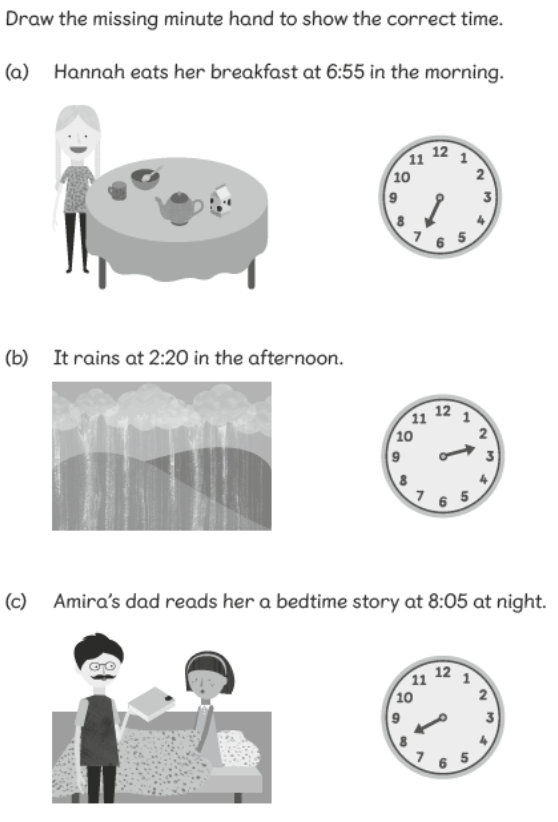 Draw the missing minute hand to show the correct time.
(a) Hannah eats her breakfast at 6:55 in the morning.
11 12 1
10 2
9 3
8 4
7 6 5
(b) It rains at 2:20 in the afternoon.
11 12 1
10 2
9 3
8 4
7 6 5
(c) Amira's dad reads her a bedtime story at 8:05 at night.
11 12 1
10 2
9 3
8 4
7 6 5